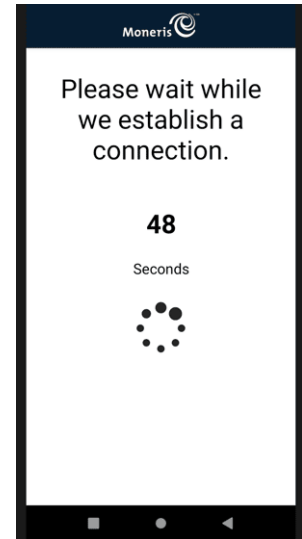 Moneris
Please wait while
we establish a
connection.
48
Seconds